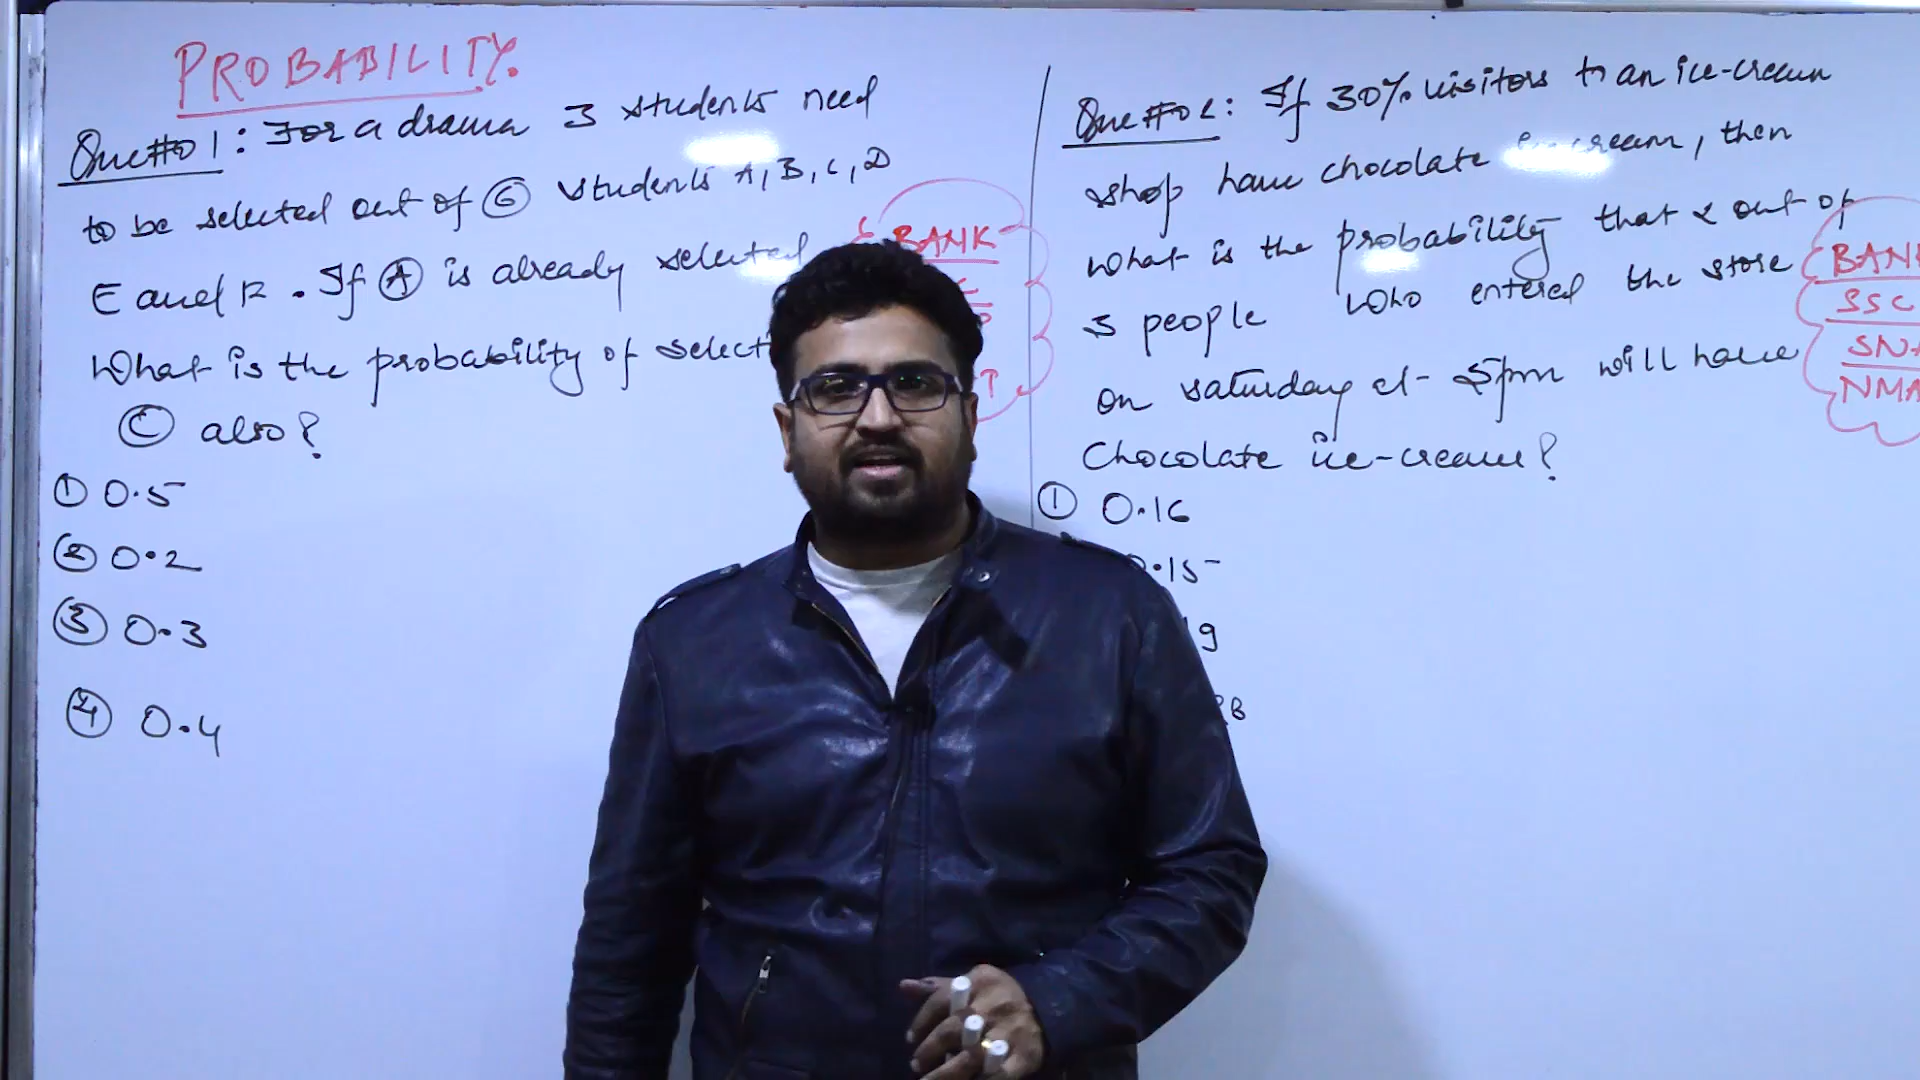 PROBABILITY.
Que#01: For a drama 3 students need
to be selected out of 6 students A, B, C, D
E and F. If A is already selected
What is the probability of select
C also?
① 0.5
② 0.2
③ 0.3
④ 0.4
BANK
T
Que#02: If 30% visitors to an ice-cream
shop have chocolate cream, then
What is the probability that 2 out of
3 people who entered the store
on saturday at 5pm will have
Chocolate ice-cream?
① 0.16
0.15
9
8
BANK
SSC
SNA
NMA